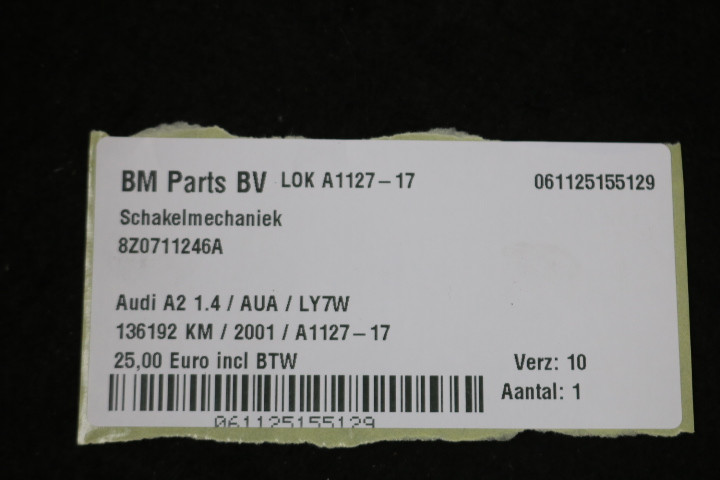 BM Parts BV LOK A1127-17 061125155129
Schakelmechaniek
8Z0711246A
Audi A2 1.4 / AUA / LY7W
136192 KM / 2001 / A1127-17
25,00 Euro incl BTW Verz: 10
Aantal: 1
061125155129